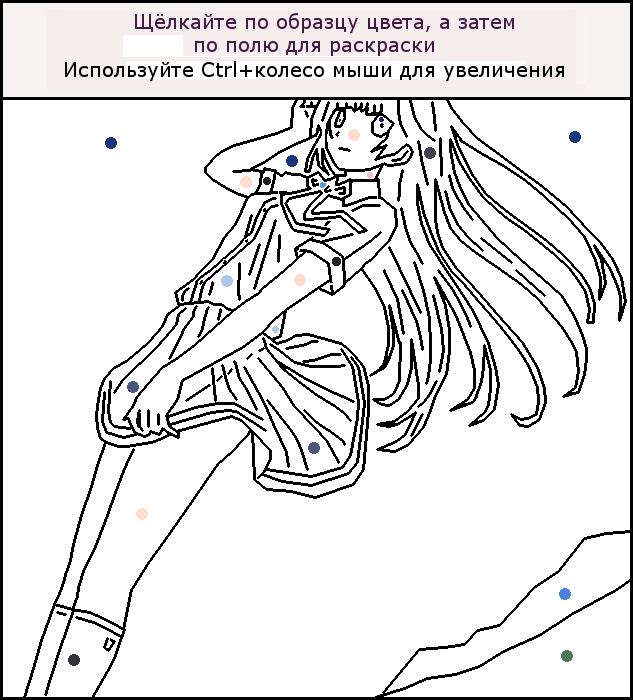 Щёлкайте по образцу цвета, а затем
по полю для раскраски
Используйте Ctrl+колесо мыши для увеличения